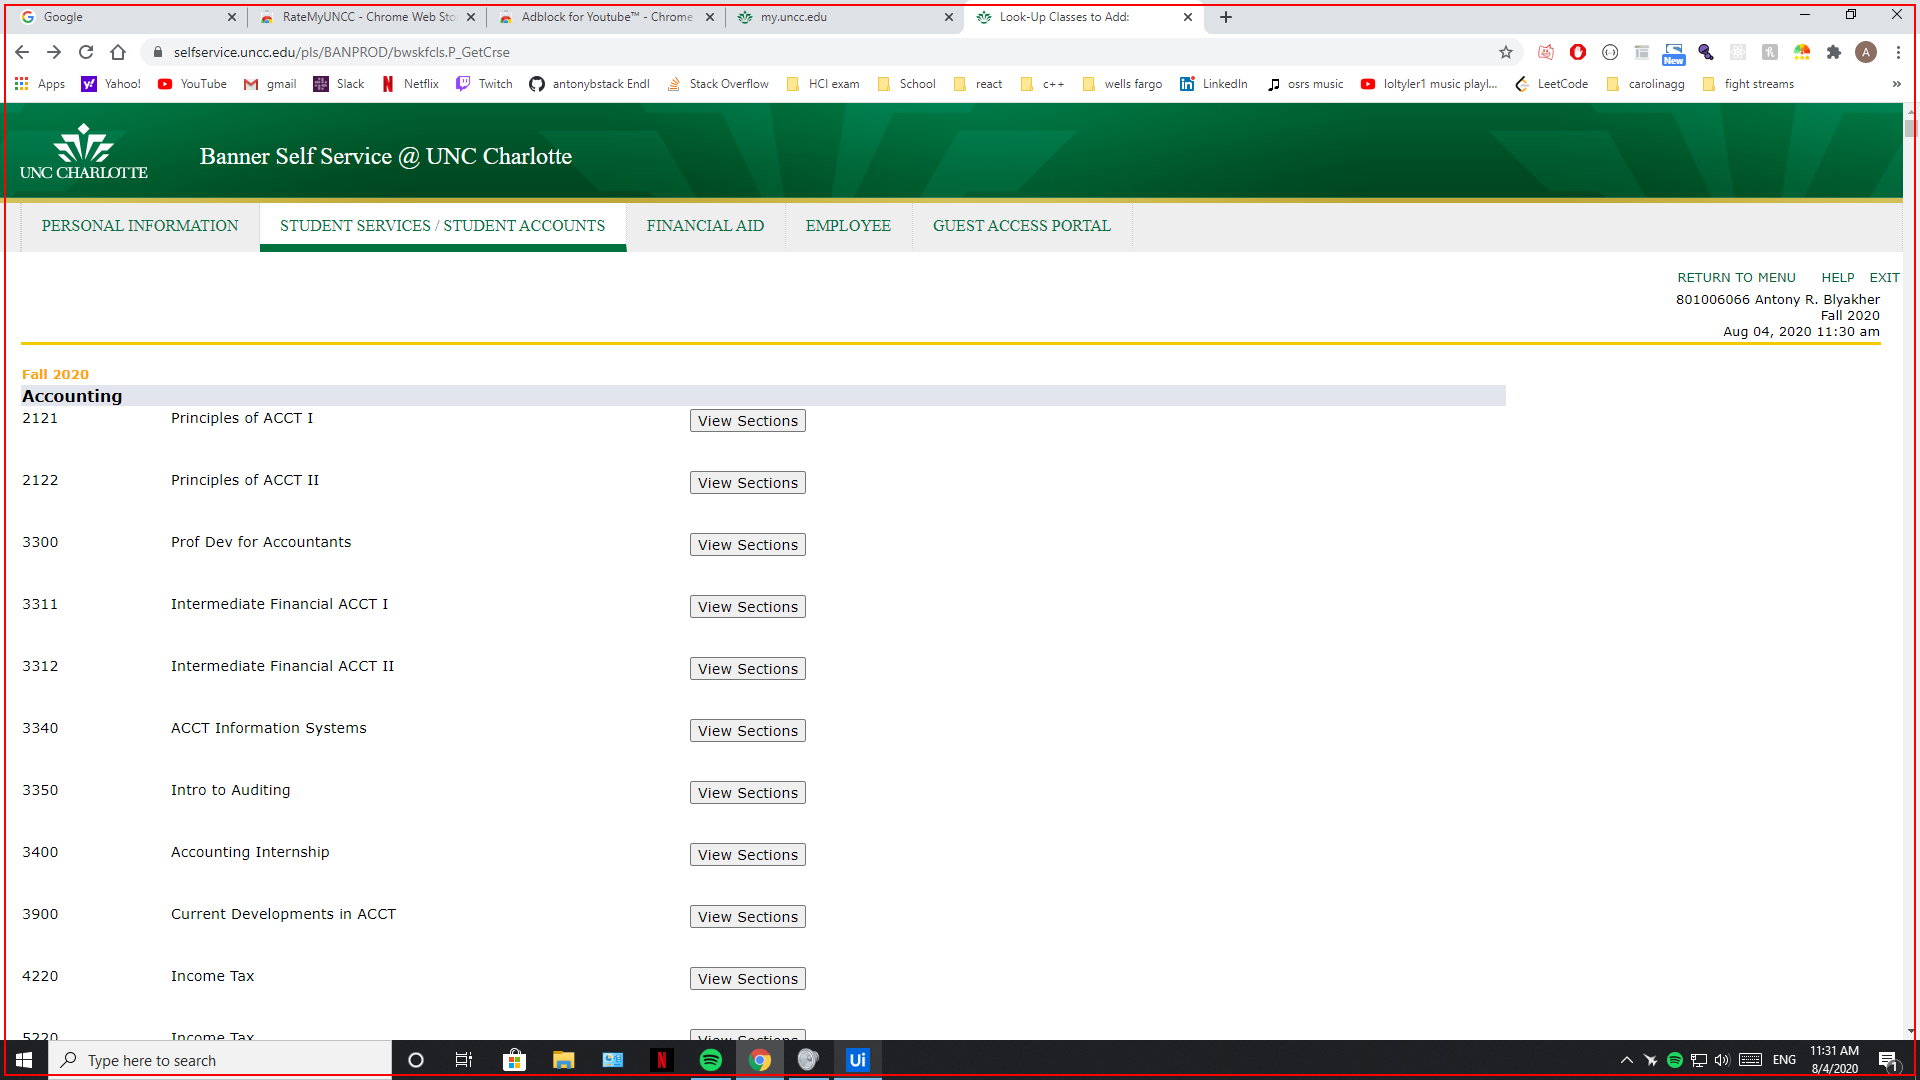 Google
RateMyUNCC - Chrome Web Sto
Adblock for Youtube™ - Chrome
my.uncc.edu
Look-Up Classes to Add:
selfservice.uncc.edu/pls/BANPROD/bwskfcls.P_GetCrse
New
A
Apps
Yahoo!
YouTube
gmail
Slack
Netflix
Twitch
antonybstack Endl
Stack Overflow
HCI exam
School
react
c++
wells fargo
LinkedIn
osrs music
loltyler1 music playl...
LeetCode
carolinagg
fight streams
»
UNC CHARLOTTE
Banner Self Service @ UNC Charlotte
PERSONAL INFORMATION
STUDENT SERVICES / STUDENT ACCOUNTS
FINANCIAL AID
EMPLOYEE
GUEST ACCESS PORTAL
RETURN TO MENU HELP EXIT
801006066 Antony R. Blyakher
Fall 2020
Aug 04, 2020 11:30 am
Fall 2020
Accounting
2121 Principles of ACCT I View Sections
2122 Principles of ACCT II View Sections
3300 Prof Dev for Accountants View Sections
3311 Intermediate Financial ACCT I View Sections
3312 Intermediate Financial ACCT II View Sections
3340 ACCT Information Systems View Sections
3350 Intro to Auditing View Sections
3400 Accounting Internship View Sections
3900 Current Developments in ACCT View Sections
4220 Income Tax View Sections
5220 Income Tax View Sections
Type here to search
Ui
ENG
11:31 AM
8/4/2020
1